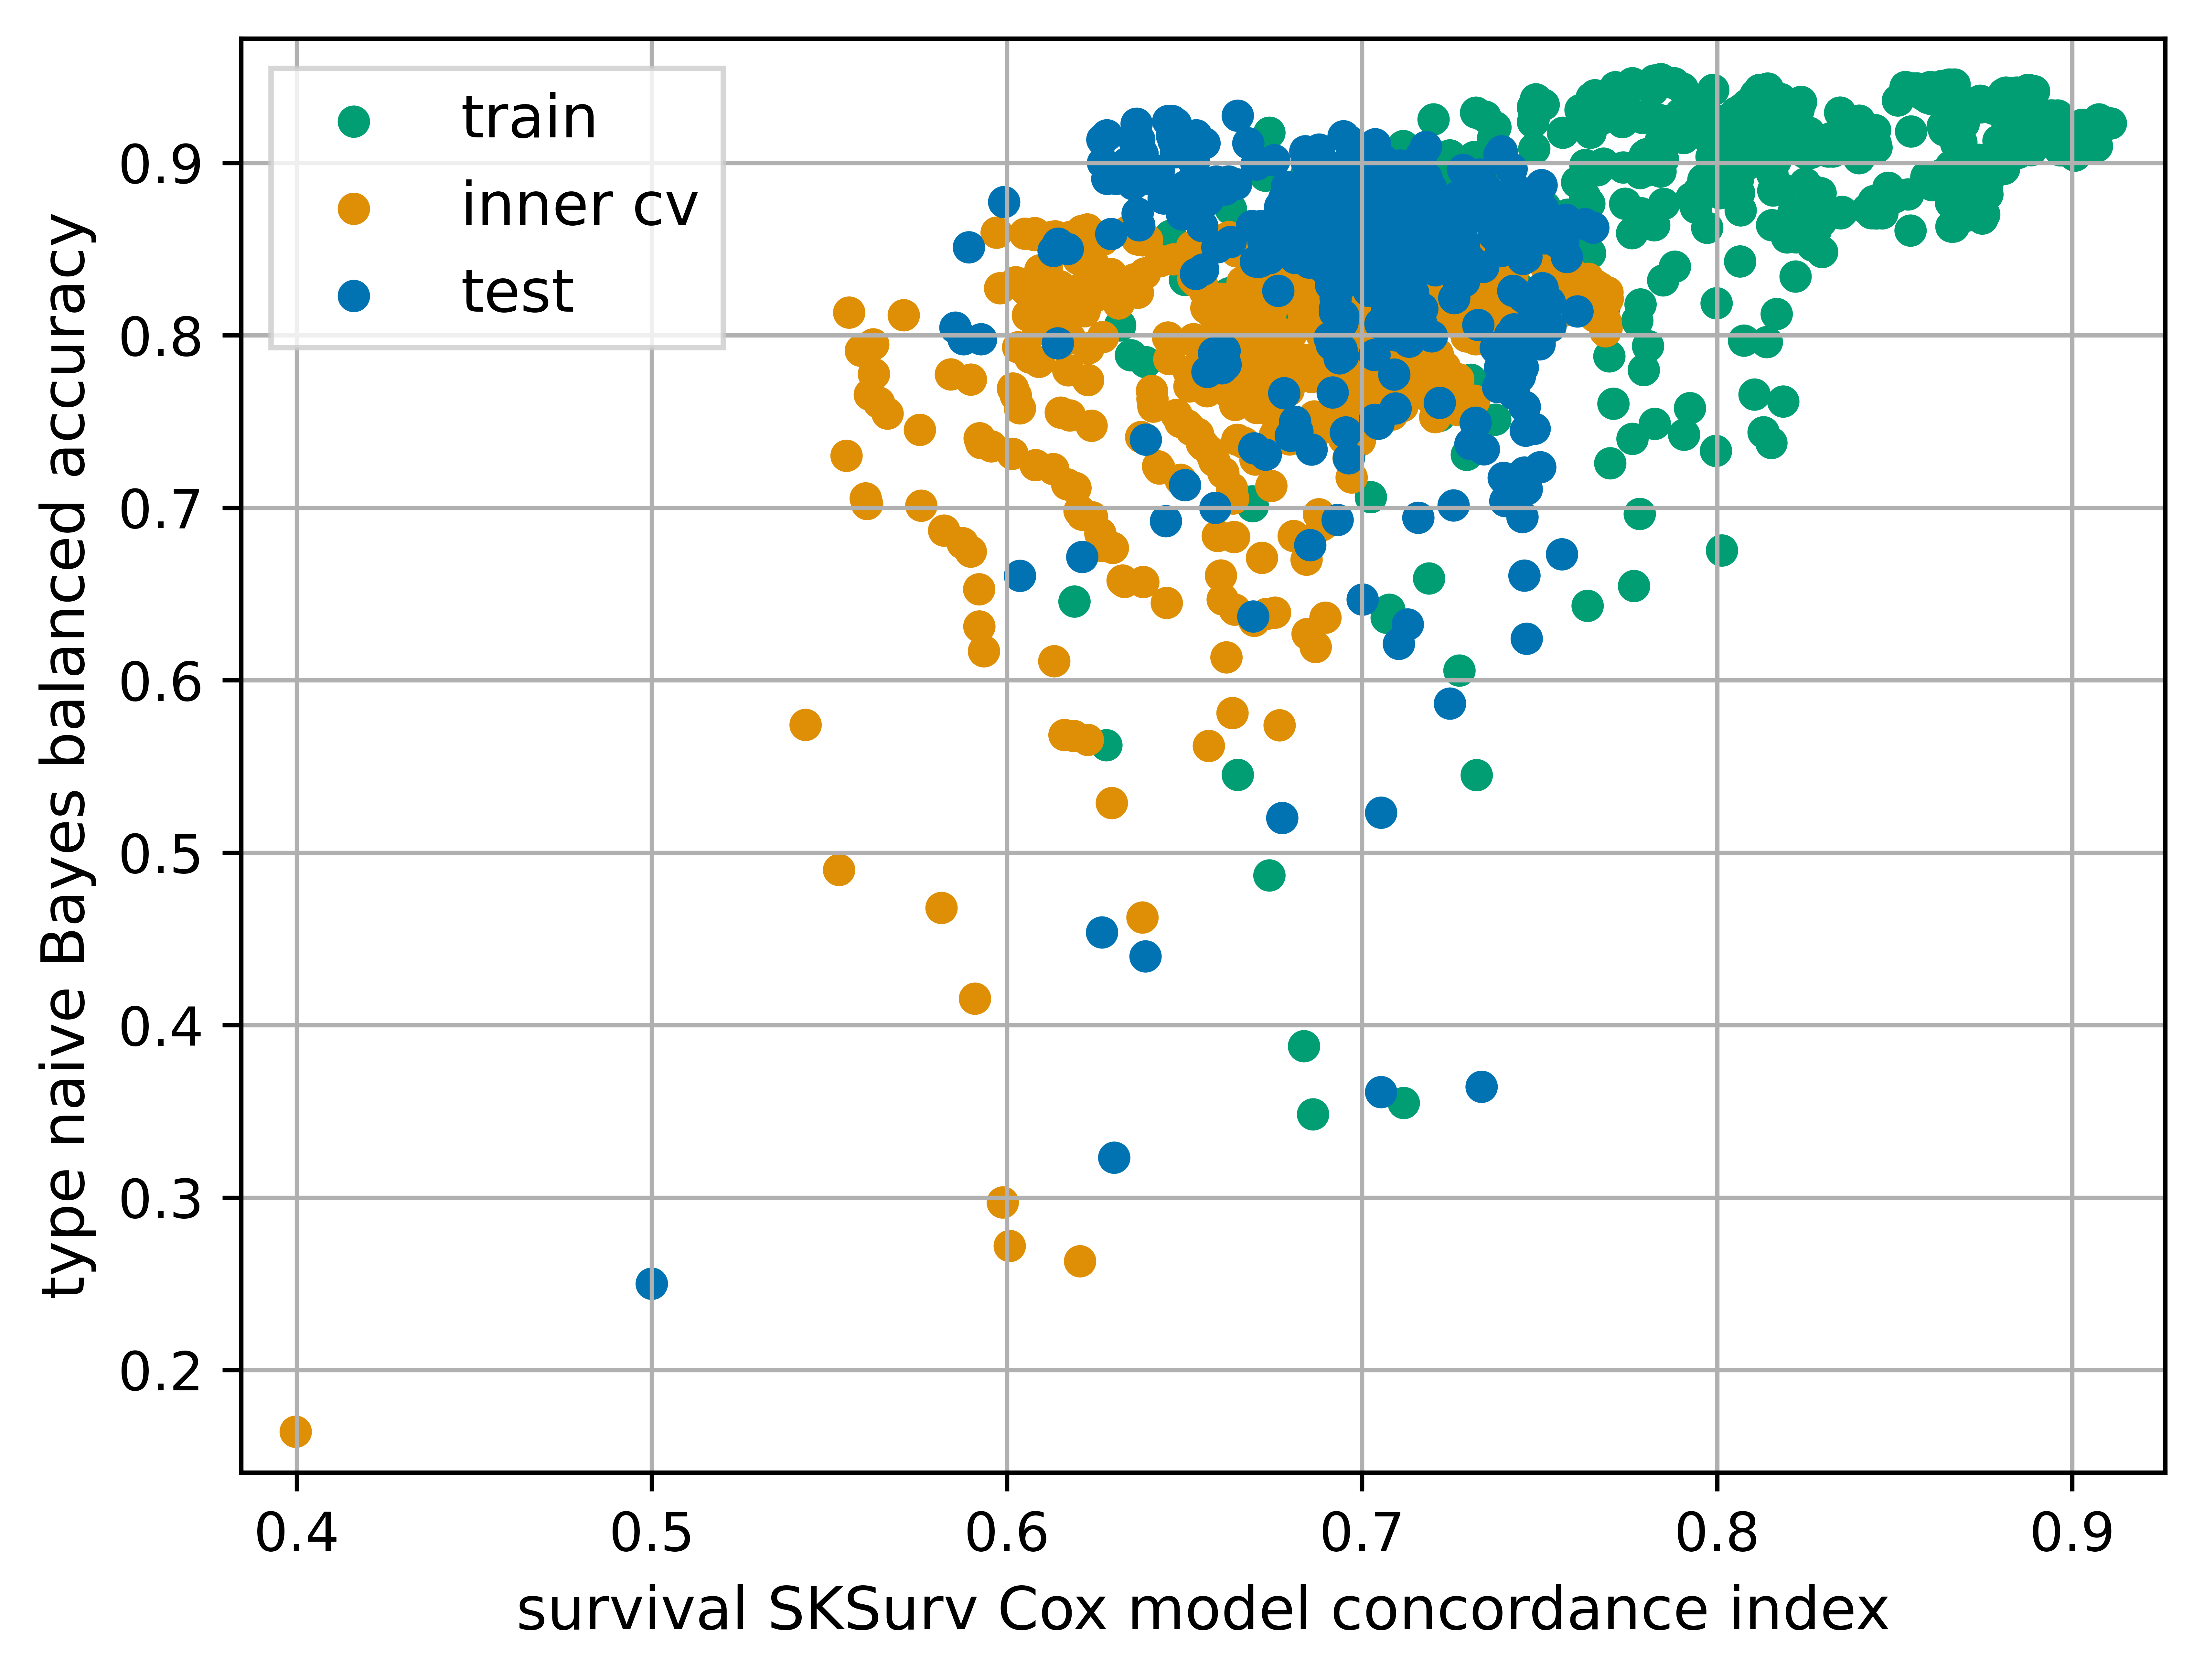 train
inner cv
test
type naive Bayes balanced accuracy
0.9
0.8
0.7
0.6
0.5
0.4
0.3
0.2
0.4 0.5 0.6 0.7 0.8 0.9
survival SKSurv Cox model concordance index